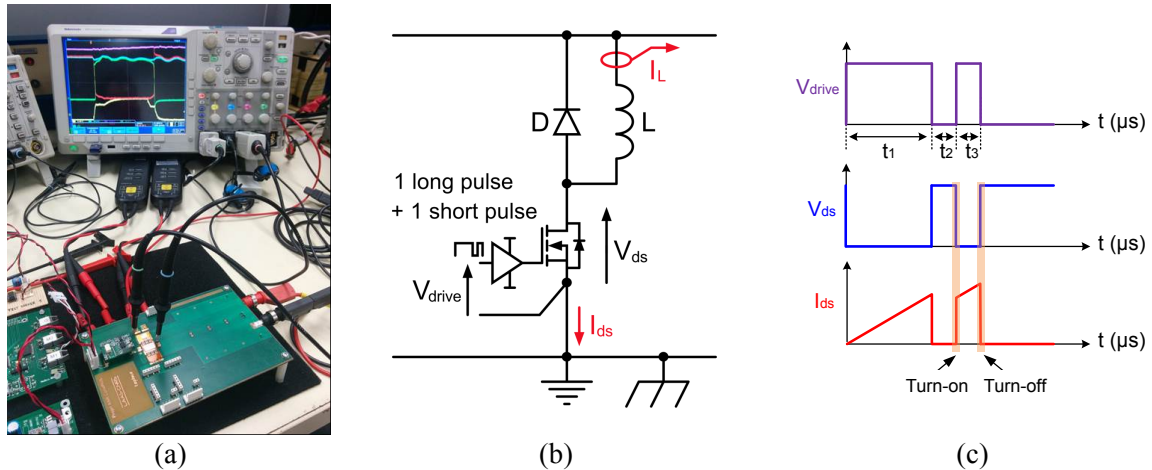 D
L
I_L
1 long pulse
+ 1 short pulse
V_drive
V_ds
I_ds
V_drive
t (µs)
t1
t2
t3
V_ds
t (µs)
I_ds
t (µs)
Turn-on
Turn-off
(a)
(b)
(c)